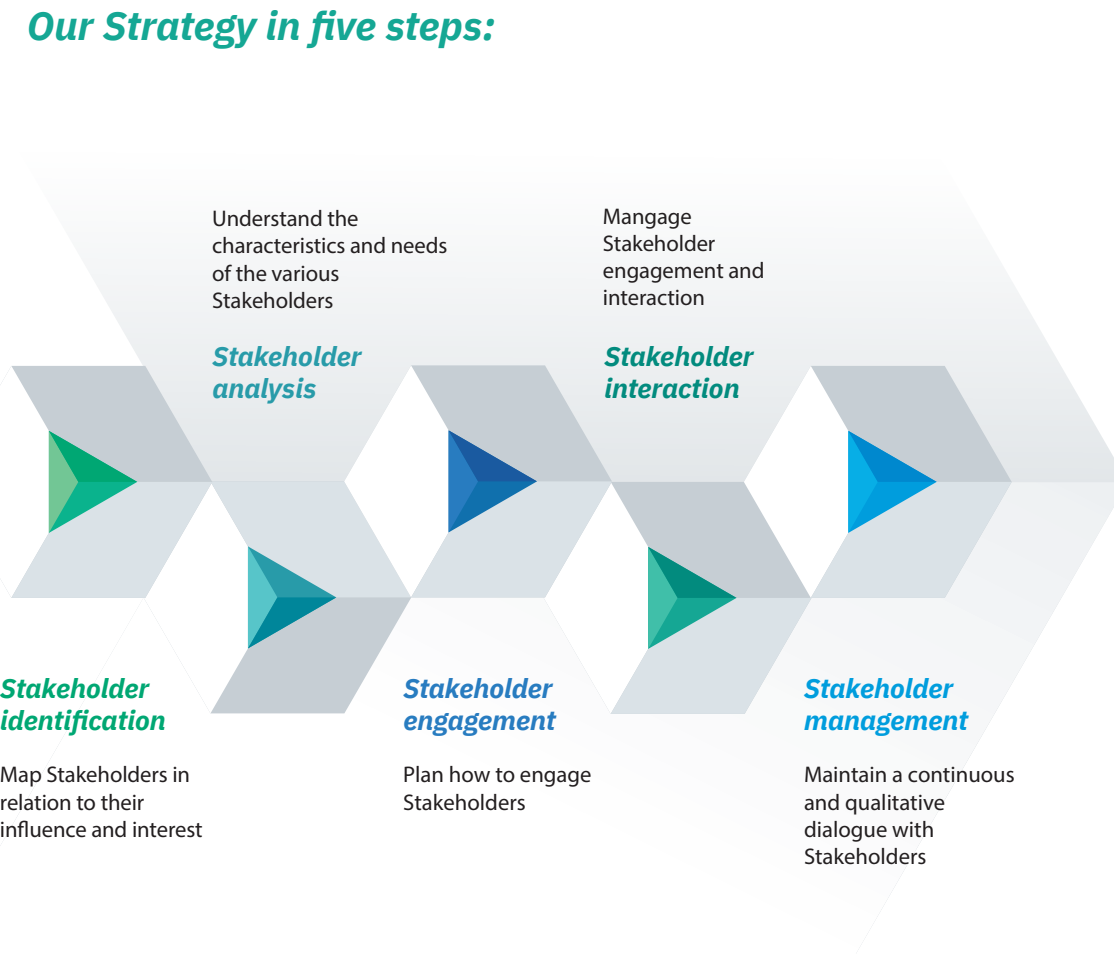 Our Strategy in five steps:
Understand the
characteristics and needs
of the various
Stakeholders
Stakeholder
analysis
Mangage
Stakeholder
engagement and
interaction
Stakeholder
interaction
Stakeholder
identification
Map Stakeholders in
relation to their
influence and interest
Stakeholder
engagement
Plan how to engage
Stakeholders
Stakeholder
management
Maintain a continuous
and qualitative
dialogue with
Stakeholders